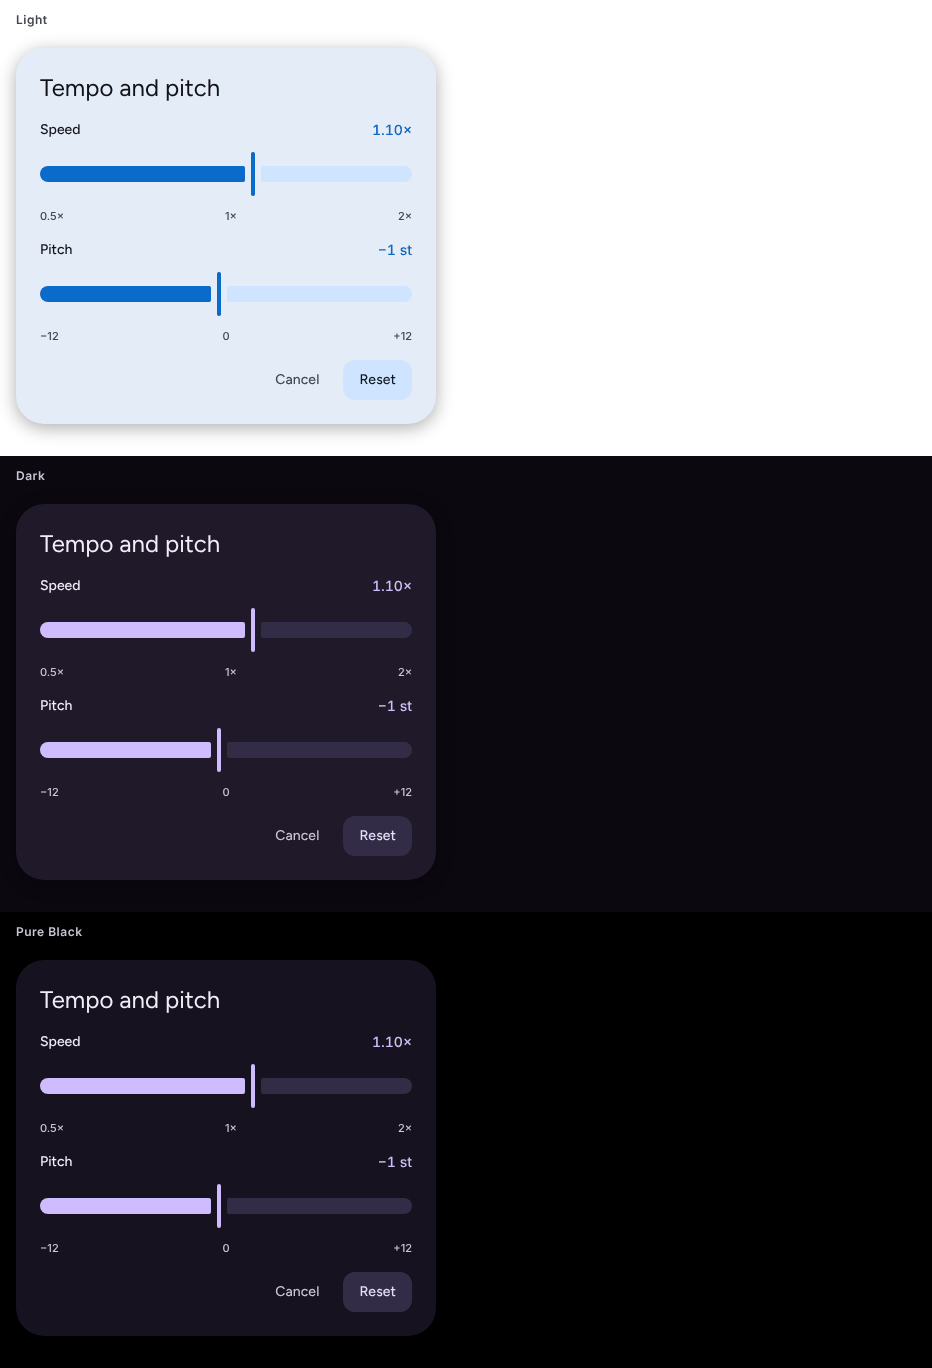 Light
Tempo and pitch
Speed 1.10×
0.5× 1× 2×
Pitch −1 st
−12 0 +12
Cancel Reset
Dark
Tempo and pitch
Speed 1.10×
0.5× 1× 2×
Pitch −1 st
−12 0 +12
Cancel Reset
Pure Black
Tempo and pitch
Speed 1.10×
0.5× 1× 2×
Pitch −1 st
−12 0 +12
Cancel Reset